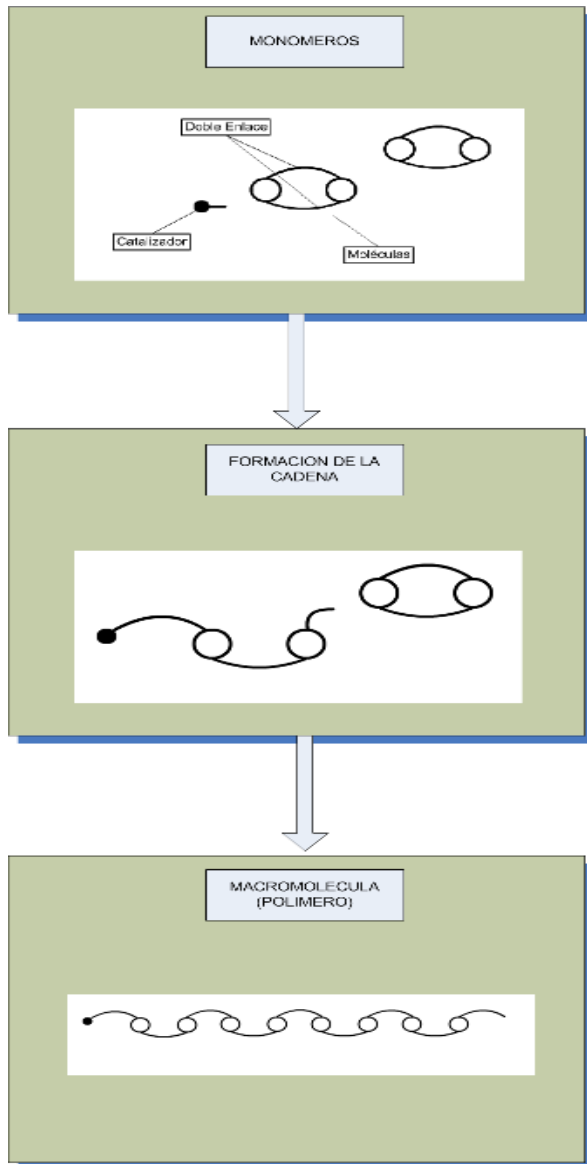 MONOMEROS
Doble Enlace
Catalizador
Moléculas
FORMACION DE LA
CADENA
MACROMOLECULA
(POLIMERO)